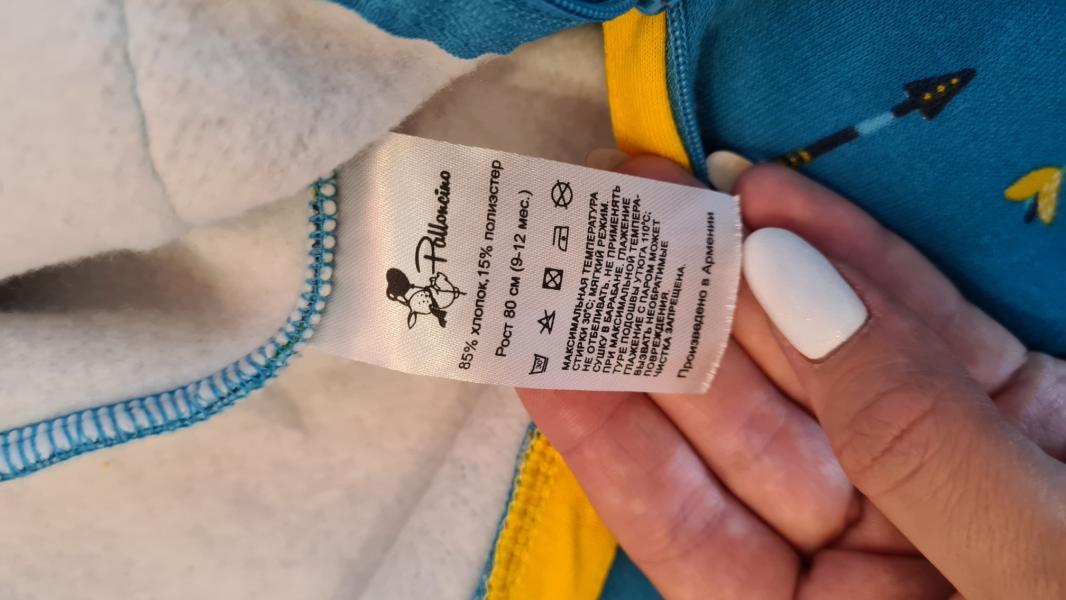 Palloncino
85% хлопок,15% полиэстер
Рост 80 см (9-12 мес.)
30
МАКСИМАЛЬНАЯ ТЕМПЕРАТУРА
СТИРКИ 30°С; МЯГКИЙ РЕЖИМ.
НЕ ОТБЕЛИВАТЬ. НЕ ПРИМЕНЯТЬ
СУШКУ В БАРАБАНЕ. ГЛАЖЕНИЕ
ПРИ МАКСИМАЛЬНОЙ ТЕМПЕРА-
ТУРЕ ПОДОШВЫ УТЮГА 110°С;
ГЛАЖЕНИЕ С ПАРОМ МОЖЕТ
ВЫЗВАТЬ НЕОБРАТИМЫЕ
ПОВРЕЖДЕНИЯ.
ЧИСТКА ЗАПРЕЩЕНА.
Произведено в Армении